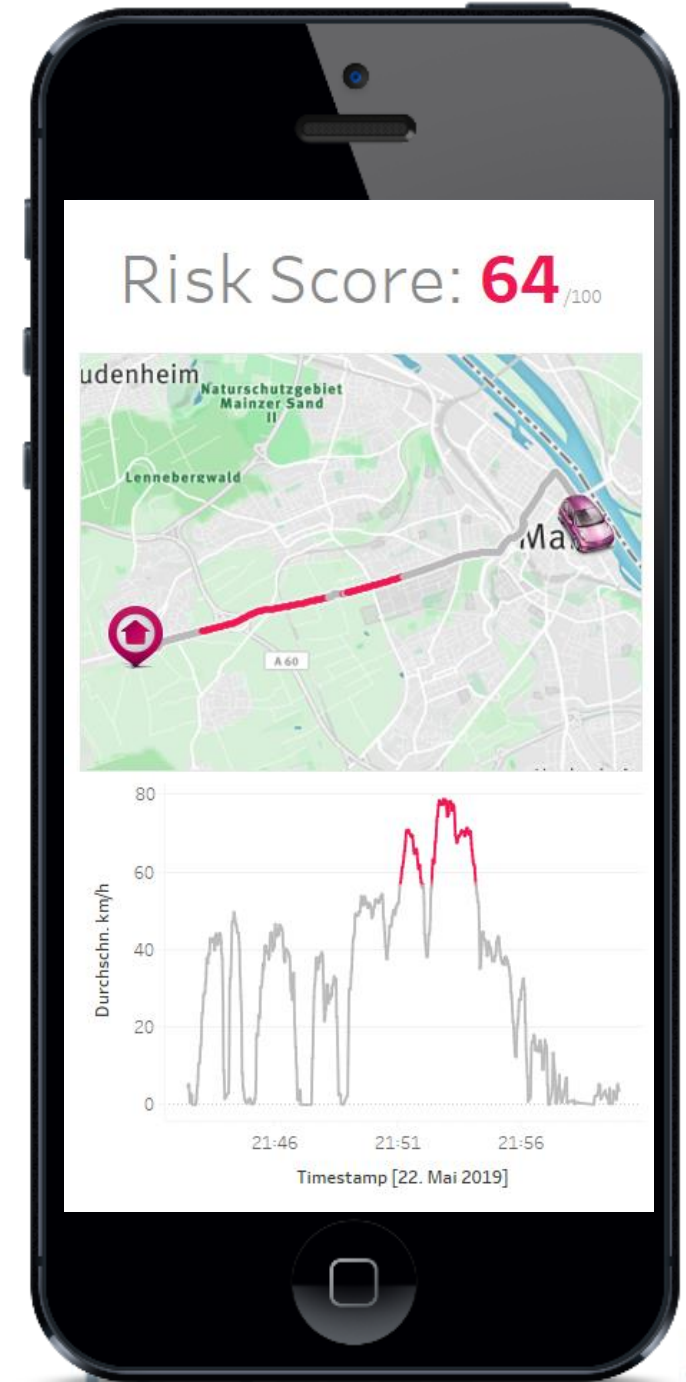 Risk Score: 64/100
udenheim
Naturschutzgebiet
Mainzer Sand
II
Lennebergwald
Ma
A 60
80
60
40
20
0
Durchschn. km/h
21:46 21:51 21:56
Timestamp [22. Mai 2019]